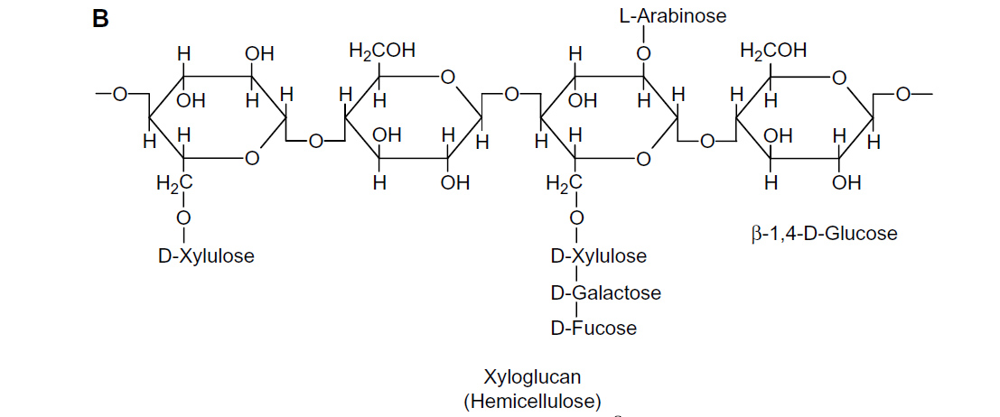 B
L-Arabinose
H OH H₂COH H O H₂COH
O O O O O
OH H H H H OH H H H H
H H OH H H H H OH H H
O O O O
H₂C H OH H₂C H OH
O O
β-1,4-D-Glucose
D-Xylulose D-Xylulose
D-Galactose
D-Fucose
Xyloglucan
(Hemicellulose)